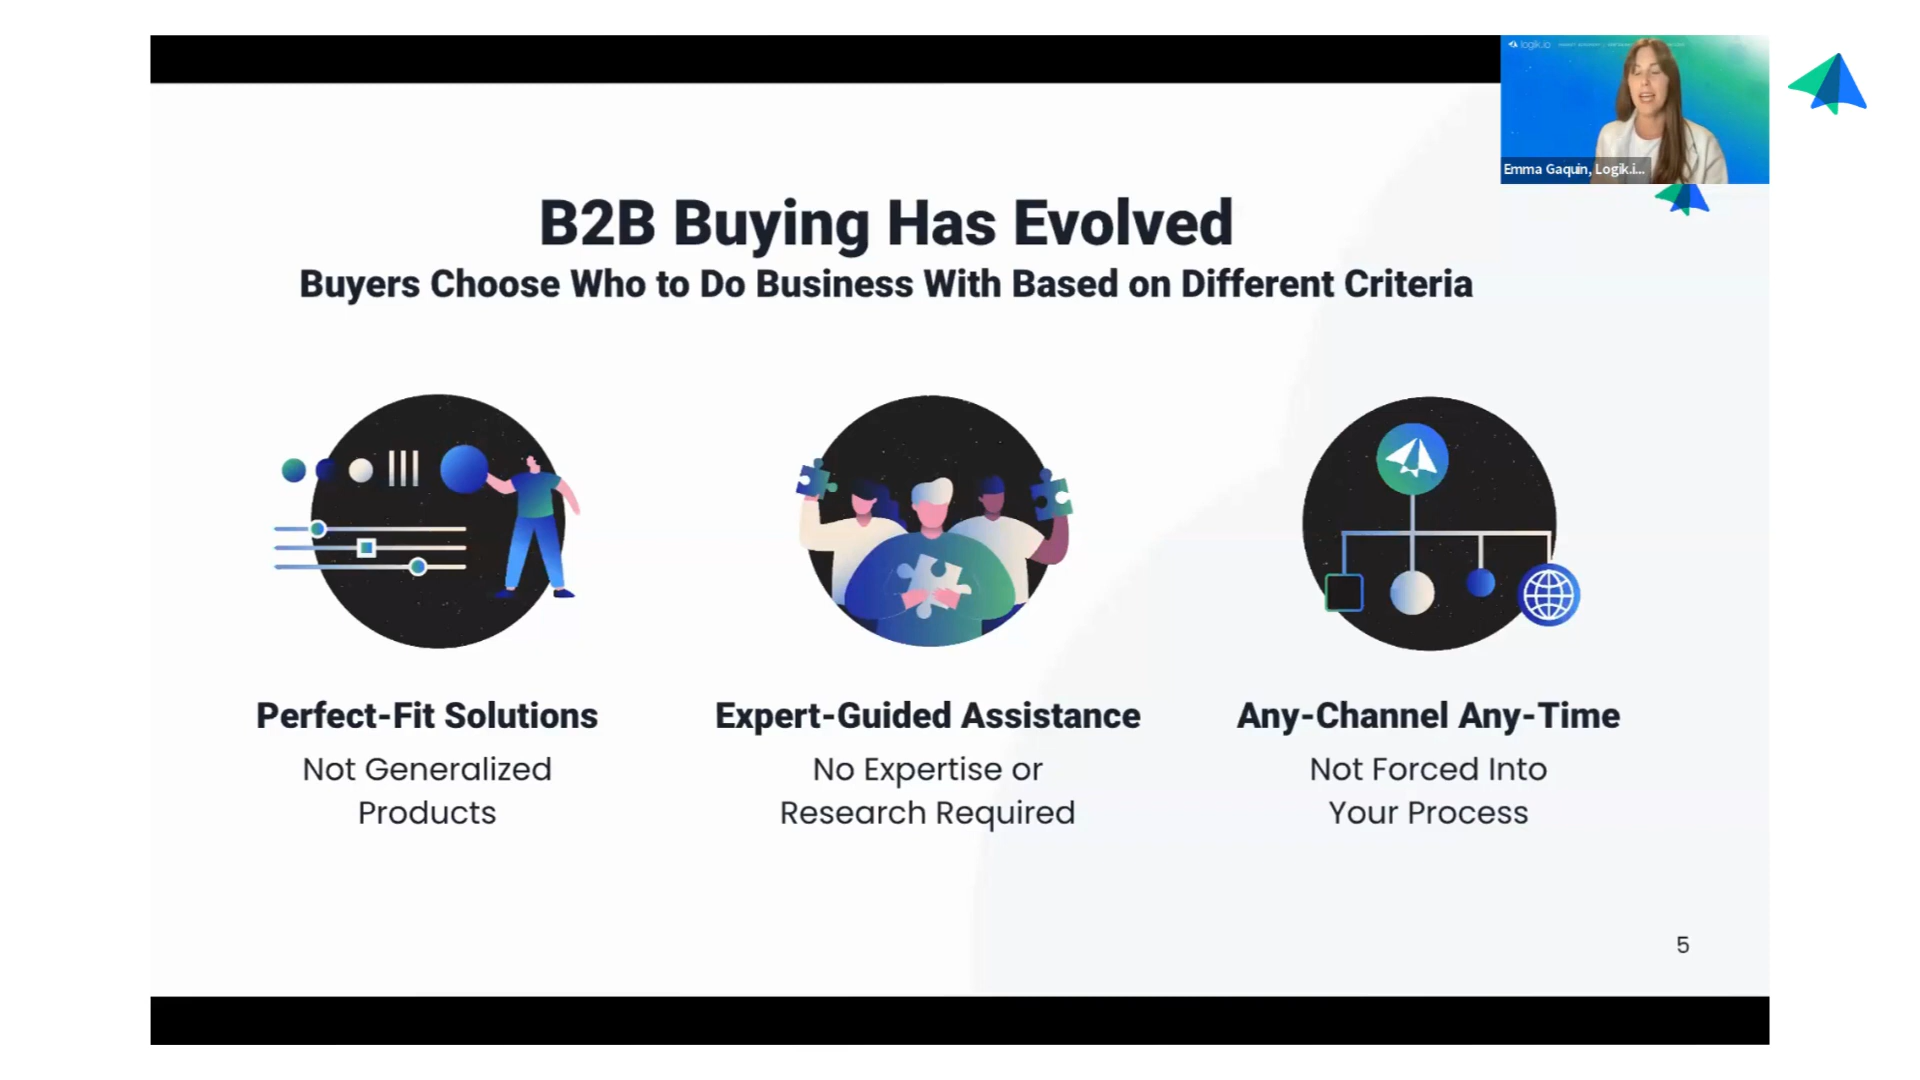 logik.io
Emma Gaquin, Logik.i...
B2B Buying Has Evolved
Buyers Choose Who to Do Business With Based on Different Criteria
Perfect-Fit Solutions
Not Generalized
Products
Expert-Guided Assistance
No Expertise or
Research Required
Any-Channel Any-Time
Not Forced Into
Your Process
5